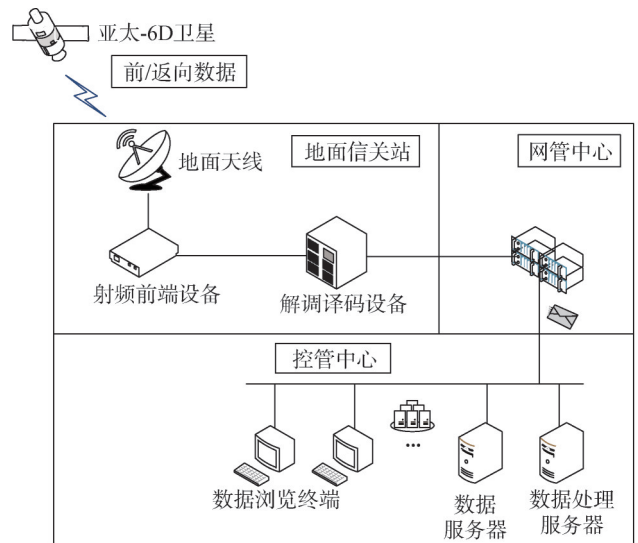 亚太-6D卫星
前/返向数据
地面天线
地面信关站
网管中心
射频前端设备
解调译码设备
控管中心
...
数据浏览终端
数据
服务器
数据处理
服务器